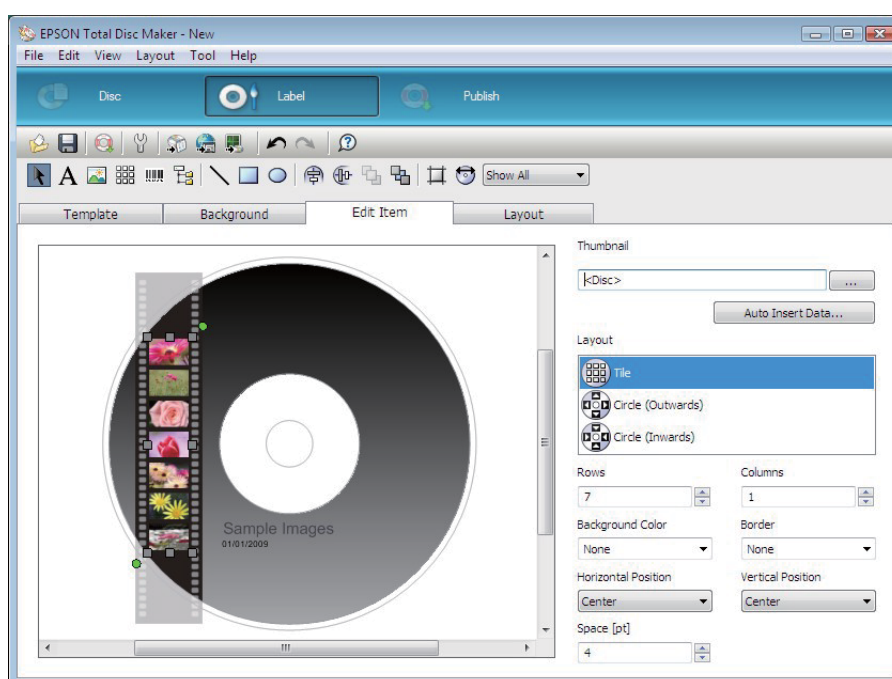 EPSON Total Disc Maker - New
File Edit View Layout Tool Help
Disc Label Publish
A Show All
Template Background Edit Item Layout
Thumbnail
<Disc> ...
Auto Insert Data...
Layout
Tile
Circle (Outwards)
Circle (Inwards)
Rows Columns
7 1
Background Color Border
None None
Horizontal Position Vertical Position
Center Center
Space [pt]
4
Sample Images
01/01/2009